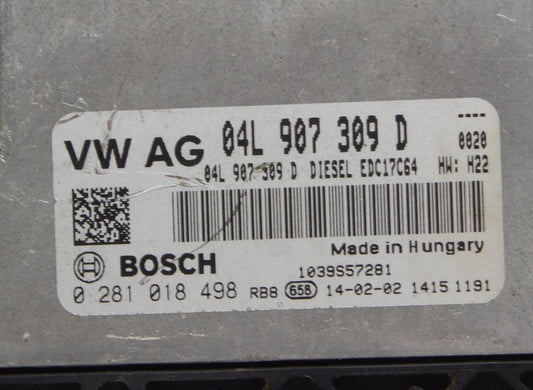 ----
VW AG 04L 907 309 D 0020
04L 907 309 D DIESEL EDC17C64 HW: H22
Made in Hungary
BOSCH 1039S57281
0 281 018 498 RB8 658 14-02-02 1415 1191